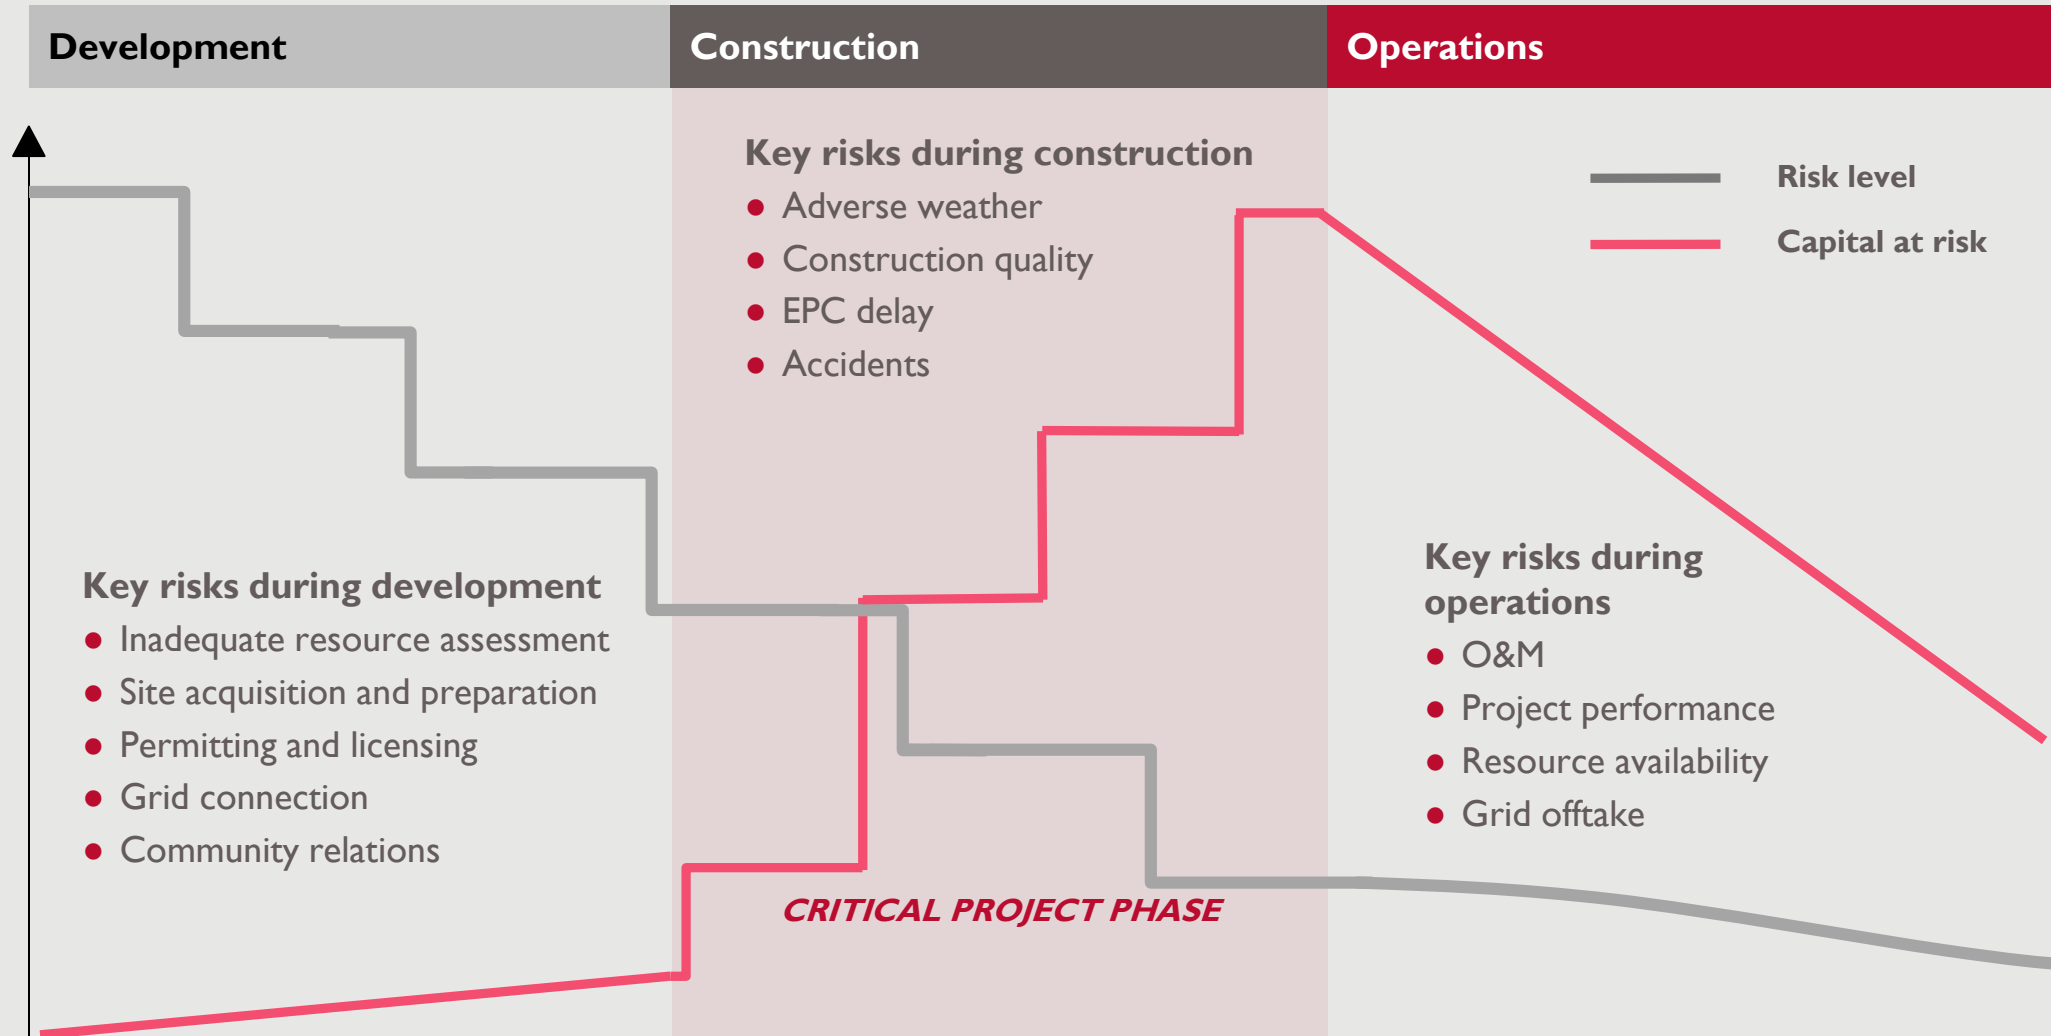 Development
Construction
Operations
Key risks during construction
● Adverse weather
● Construction quality
● EPC delay
● Accidents
Risk level
Capital at risk
Key risks during development
● Inadequate resource assessment
● Site acquisition and preparation
● Permitting and licensing
● Grid connection
● Community relations
Key risks during
operations
● O&M
● Project performance
● Resource availability
● Grid offtake
CRITICAL PROJECT PHASE